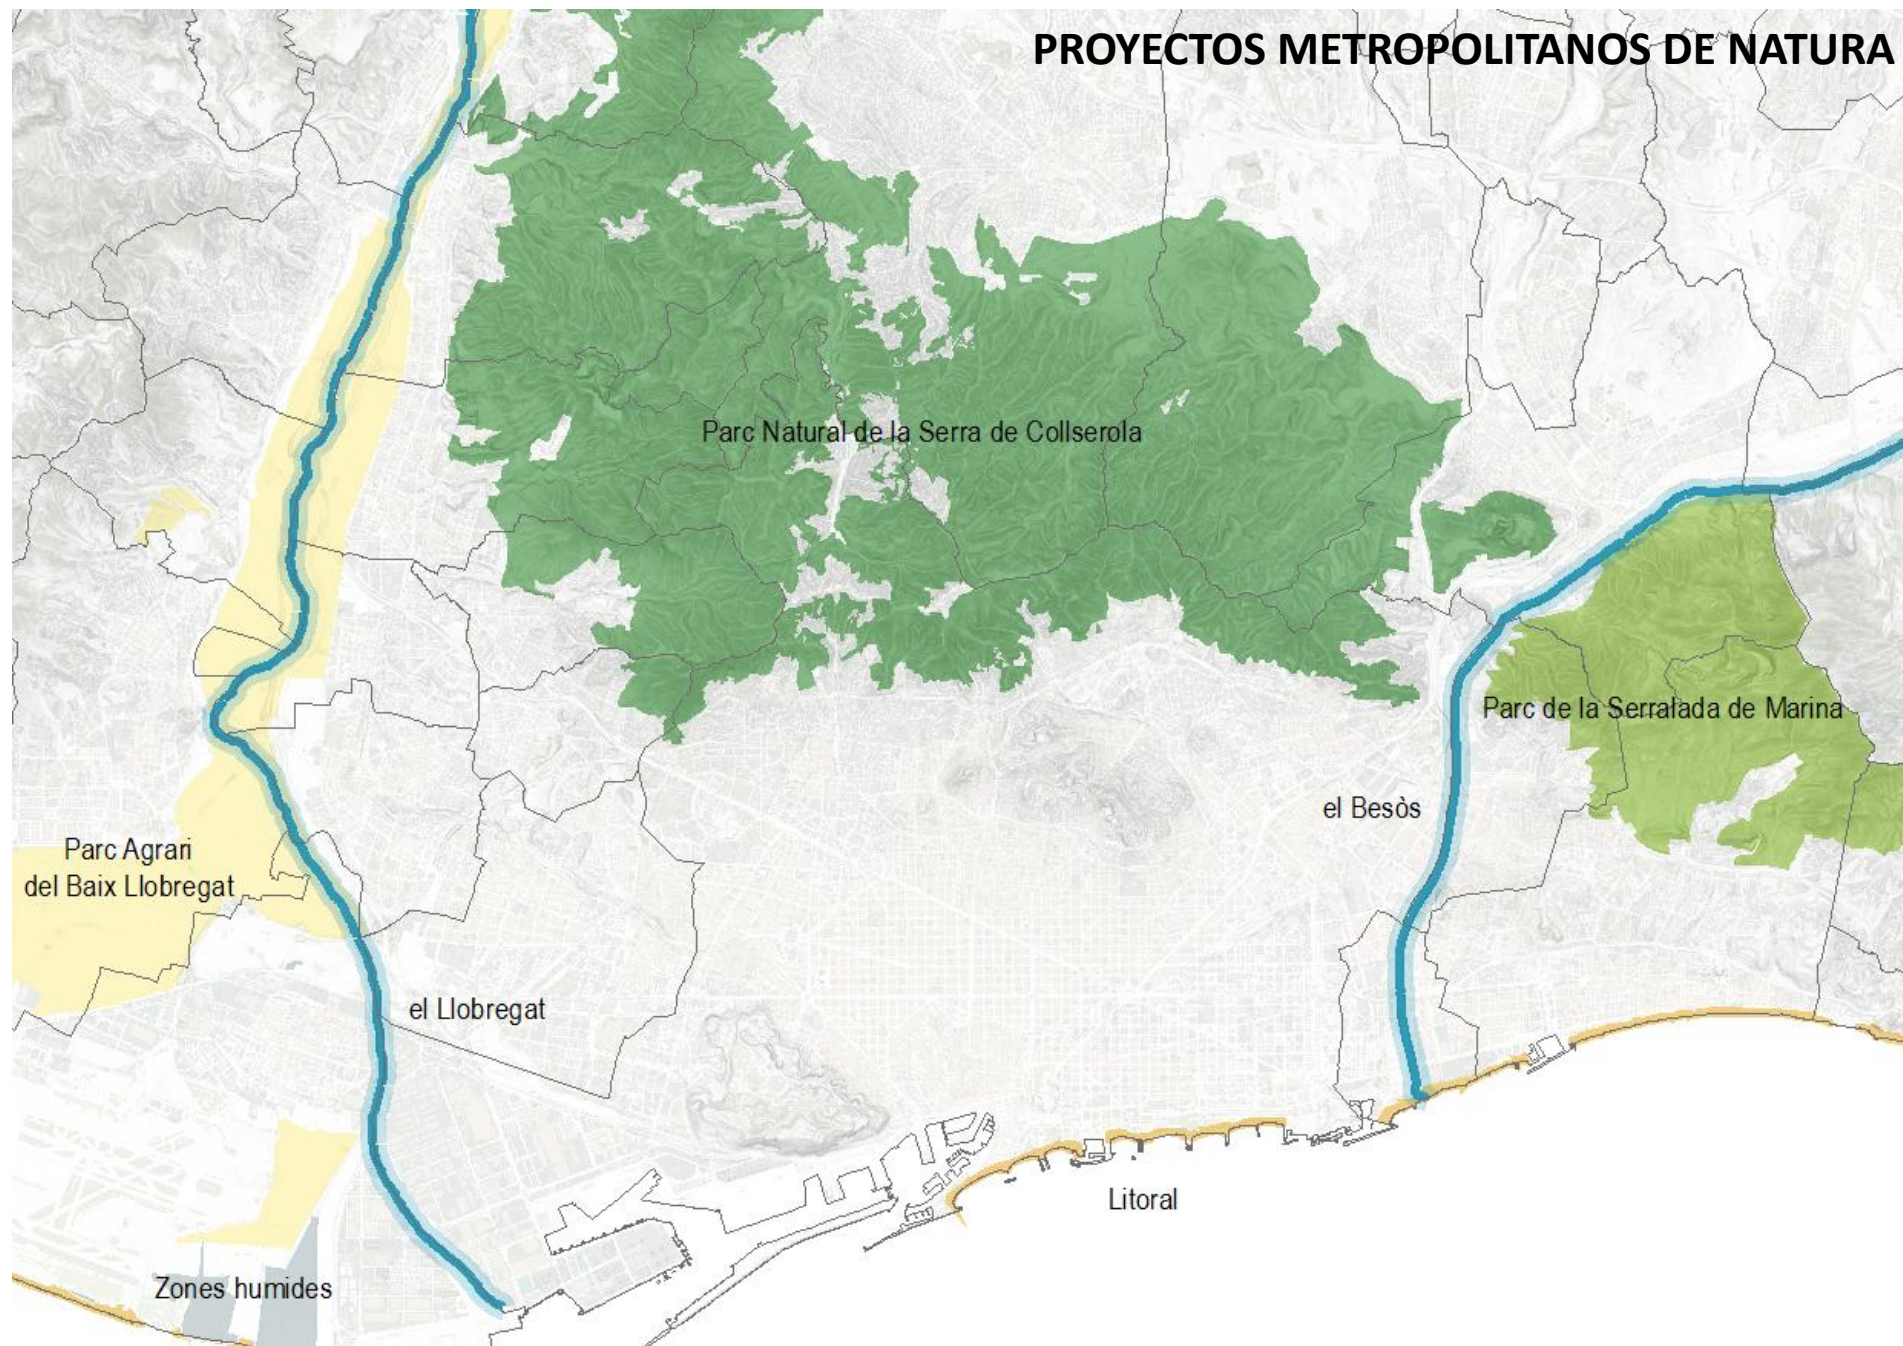 PROYECTOS METROPOLITANOS DE NATURA
Parc Natural de la Serra de Collserola
Parc de la Serralada de Marina
el Besòs
Parc Agrari
del Baix Llobregat
el Llobregat
Litoral
Zones humides